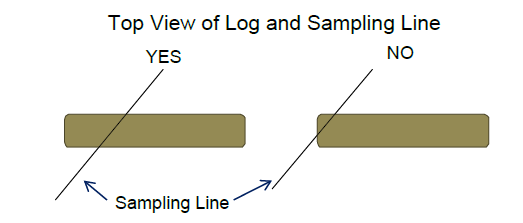 Top View of Log and Sampling Line
YES
NO
Sampling Line